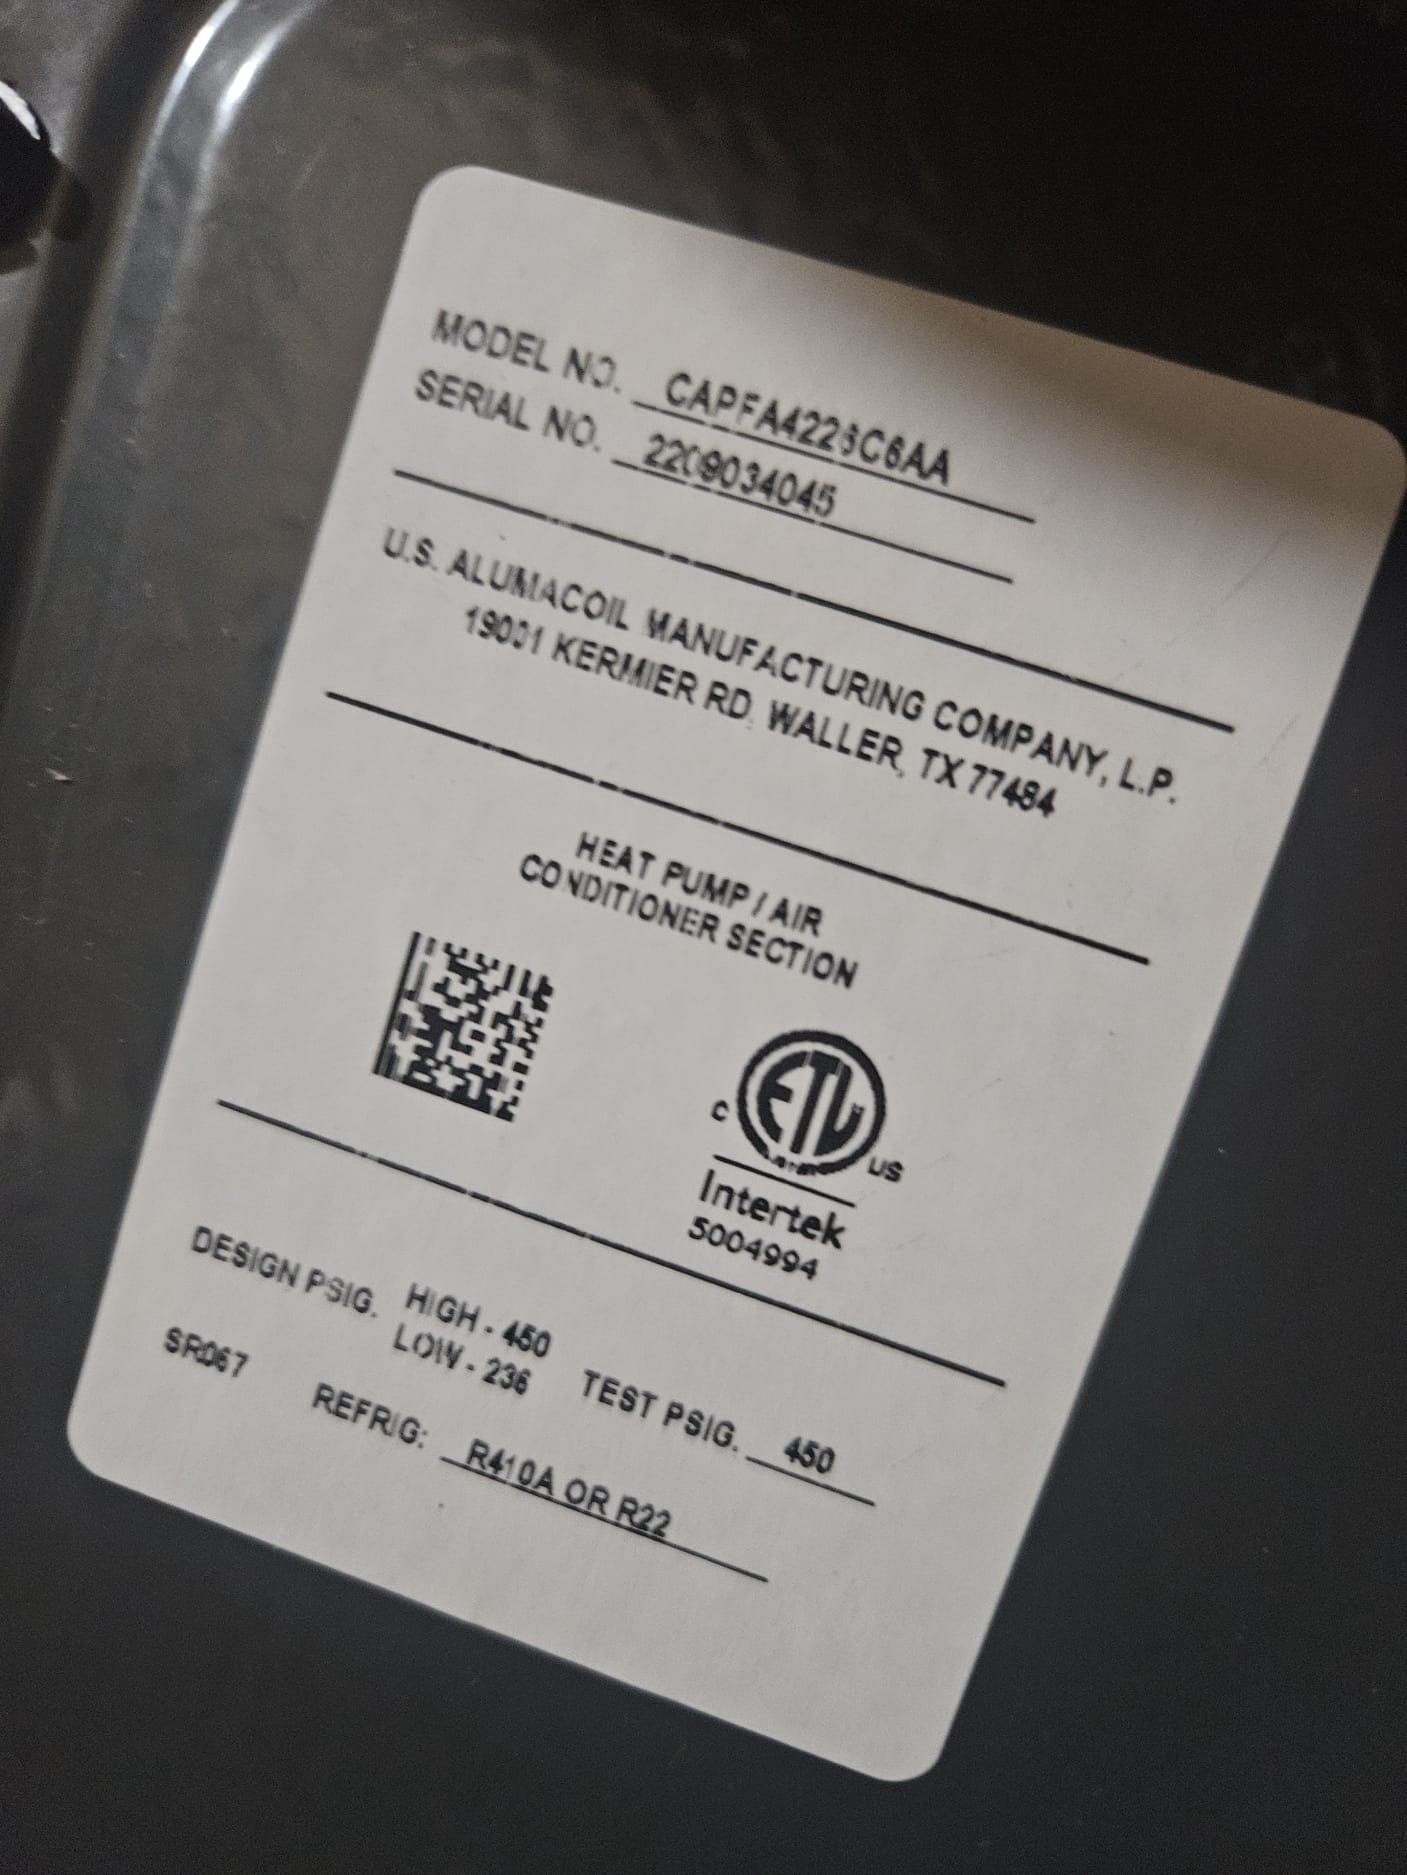 MODEL NO. CAPFA4226C6AA
SERIAL NO. 2209034045
U.S. ALUMACOIL MANUFACTURING COMPANY, L.P.
19001 KERMIER RD, WALLER, TX 77484
HEAT PUMP / AIR
CONDITIONER SECTION
ETL
C US
Intertek
5004994
DESIGN PSIG. HIGH - 450
LOW - 236 TEST PSIG. 450
SR067
REFRIG: R410A OR R22